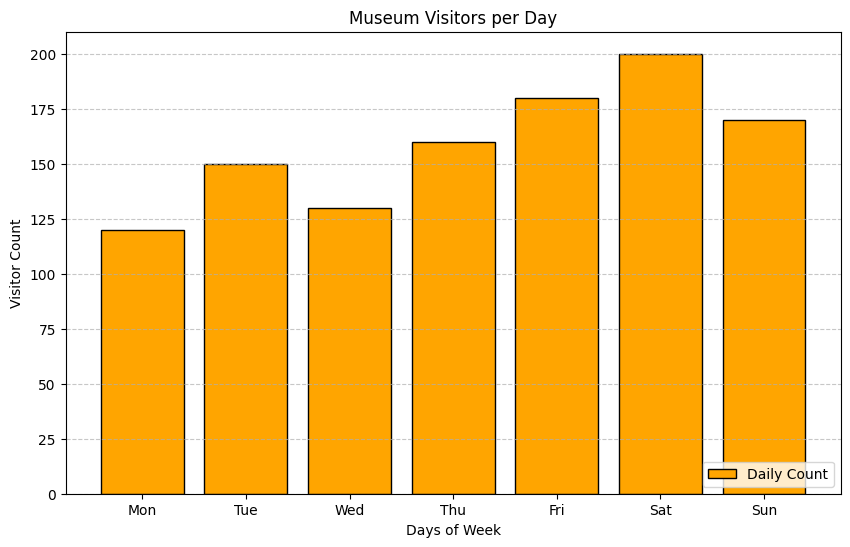 Museum Visitors per Day
Visitor Count
200
175
150
125
100
75
50
25
0
Daily Count
Mon Tue Wed Thu Fri Sat Sun
Days of Week